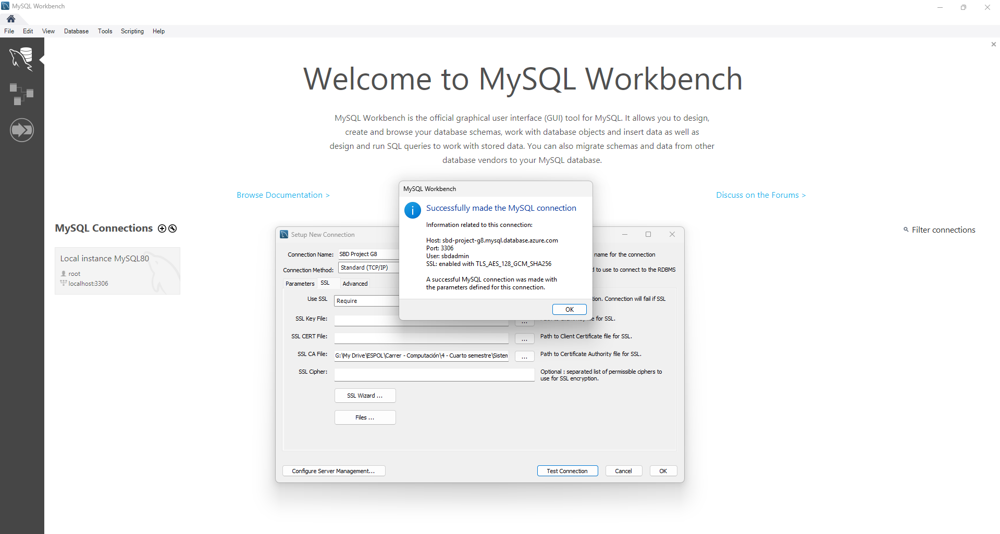 MySQL Workbench
File Edit View Database Tools Scripting Help
Welcome to MySQL Workbench
MySQL Workbench is the official graphical user interface (GUI) tool for MySQL. It allows you to design,
create and browse your database schemas, work with database objects and insert data as well as
design and run SQL queries to work with stored data. You can also migrate schemas and data from other
database vendors to your MySQL database.
Browse Documentation >
Discuss on the Forums >
MySQL Connections
Filter connections
Local instance MySQL80
root
localhost:3306
MySQL Workbench
Successfully made the MySQL connection
Information related to this connection:
Host: sbd-project-g8.mysql.database.azure.com
Port: 3306
User: sbdadmin
SSL: enabled with TLS_AES_128_GCM_SHA256
A successful MySQL connection was made with
the parameters defined for this connection.
OK
Setup New Connection
Connection Name: SBD Project G8 name for the connection
Connection Method: Standard (TCP/IP) to use to connect to the RDBMS
Parameters SSL Advanced
Use SSL Require Connection will fail if SSL
SSL Key File: ... for SSL.
SSL CERT File: ... Path to Client Certificate file for SSL.
SSL CA File: G:\My Drive\ESPOL\Carrer - Computación\4 - Cuarto semestre\Sistem ... Path to Certificate Authority file for SSL.
SSL Cipher: Optional : separated list of permissible ciphers to
use for SSL encryption.
SSL Wizard ...
Files ...
Configure Server Management...
Test Connection
Cancel
OK